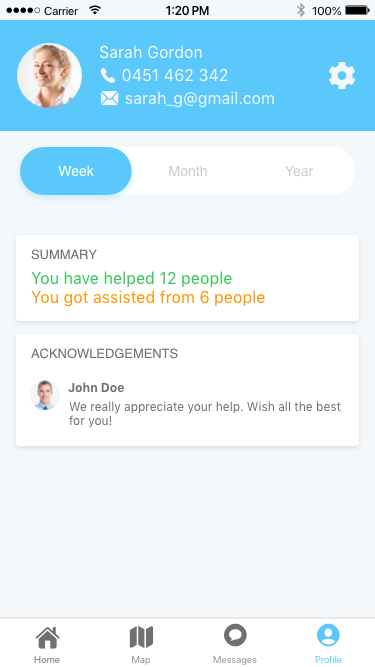 Carrier 1:20 PM 100%
Sarah Gordon
0451 462 342
sarah_g@gmail.com
Week Month Year
SUMMARY
You have helped 12 people
You got assisted from 6 people
ACKNOWLEDGEMENTS
John Doe
We really appreciate your help. Wish all the best
for you!
Home Map Messages Profile